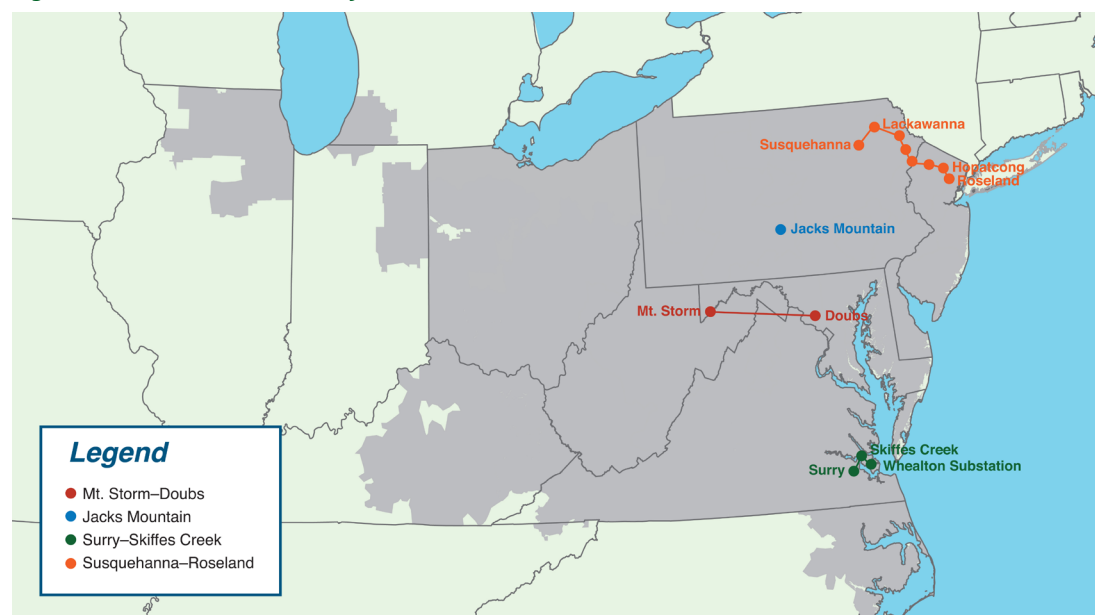 Lackawanna
Susquehanna
Hopatcong
Roseland
Jacks Mountain
Mt. Storm
Doubs
Skiffes Creek
Whealton Substation
Surry
Legend
Mt. Storm–Doubs
Jacks Mountain
Surry–Skiffes Creek
Susquehanna–Roseland